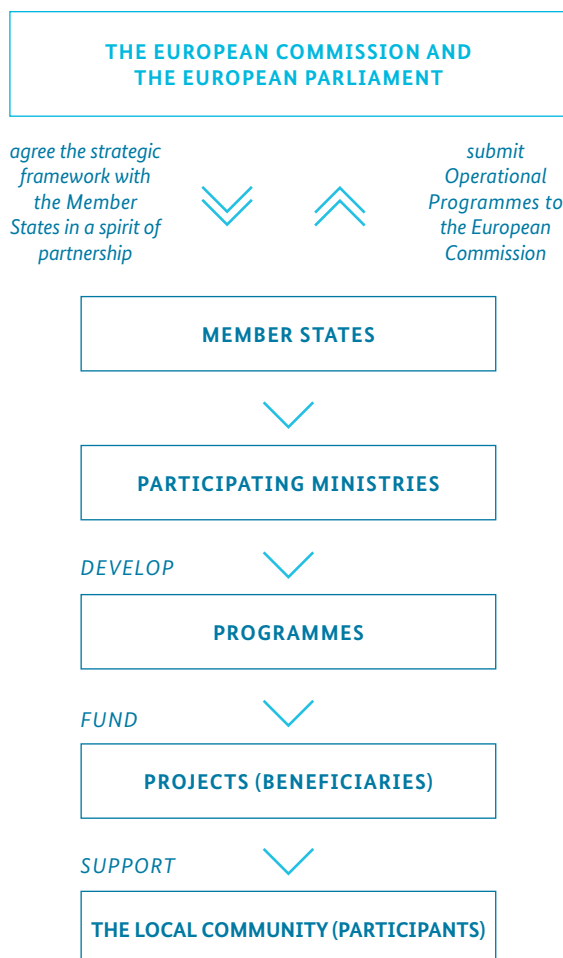 THE EUROPEAN COMMISSION AND
THE EUROPEAN PARLIAMENT
agree the strategic
framework with
the Member
States in a spirit of
partnership
submit
Operational
Programmes to
the European
Commission
MEMBER STATES
PARTICIPATING MINISTRIES
DEVELOP
PROGRAMMES
FUND
PROJECTS (BENEFICIARIES)
SUPPORT
THE LOCAL COMMUNITY (PARTICIPANTS)